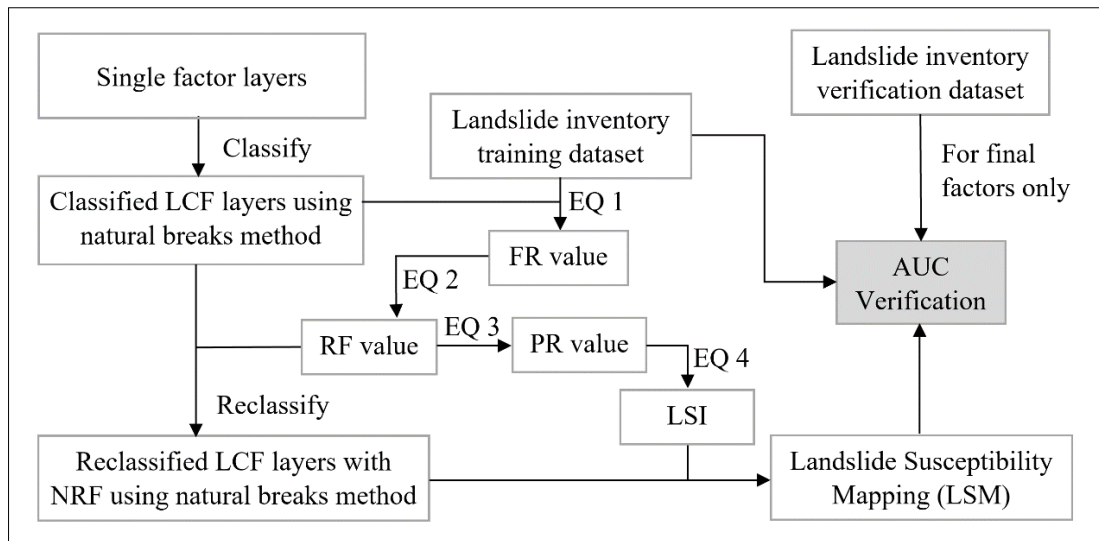 Single factor layers
Landslide inventory
verification dataset
Landslide inventory
training dataset
Classify
For final
factors only
Classified LCF layers using
natural breaks method
EQ 1
FR value
AUC
Verification
EQ 2
RF value
EQ 3
PR value
EQ 4
Reclassify
LSI
Reclassified LCF layers with
NRF using natural breaks method
Landslide Susceptibility
Mapping (LSM)